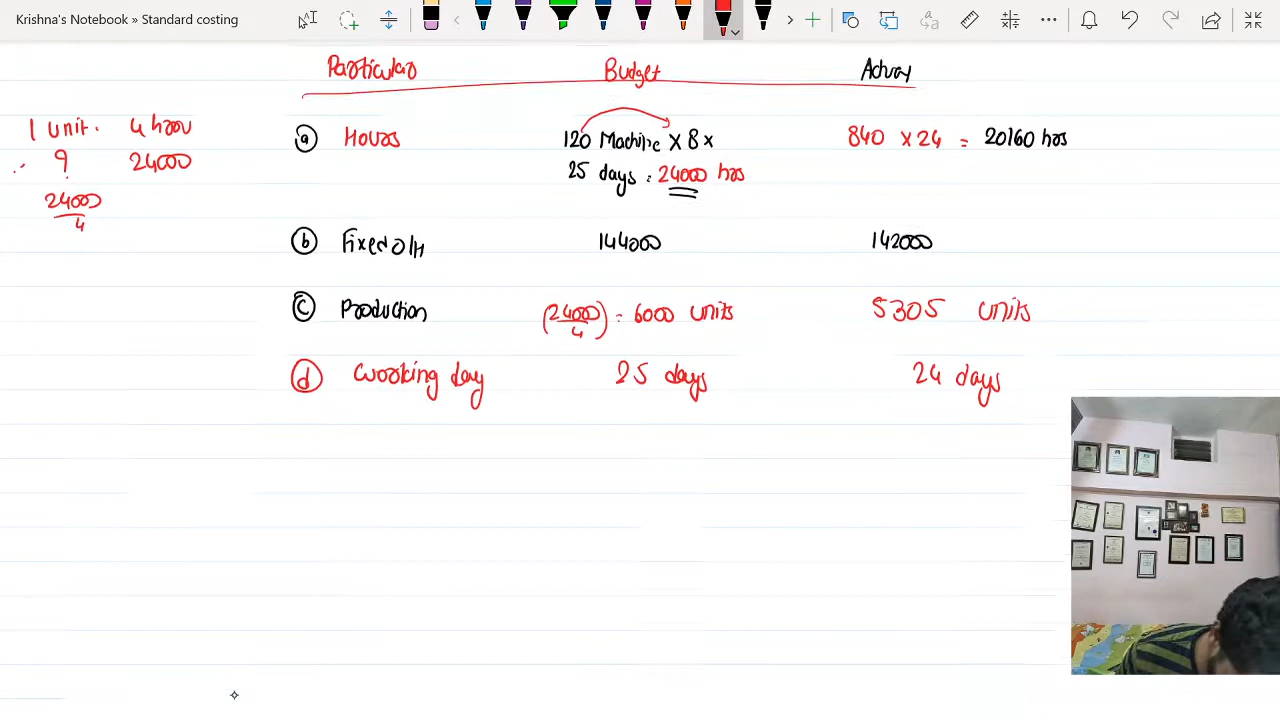 Krishna's Notebook » Standard costing
Particular Budget Actual
1 unit. 4 hour
∴ ? 24000
24000
4
(a) Hours 120 Machine × 8 × 840 × 24 = 20160 hrs
25 days = 24000 hrs
(b) Fixed O/H 144000 142000
(c) Production (24000/4) = 6000 units 5305 units
(d) Working day 25 days 24 days